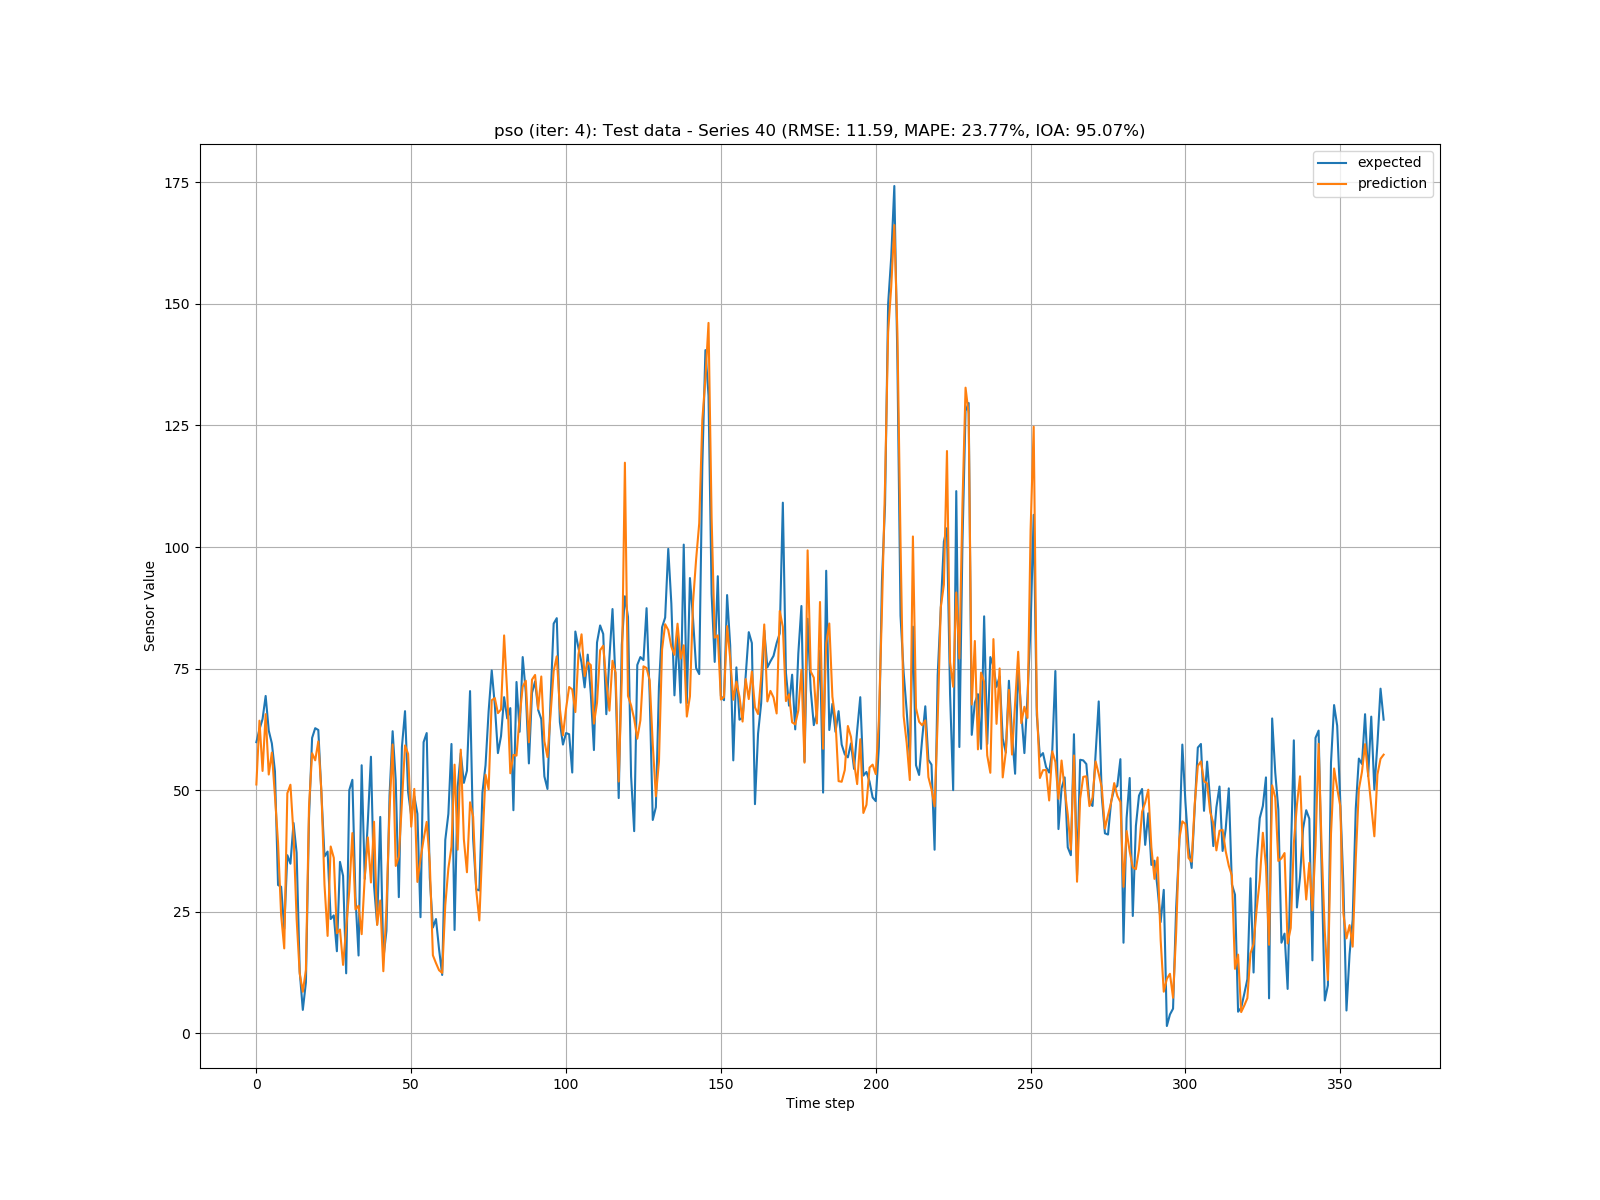 pso (iter: 4): Test data - Series 40 (RMSE: 11.59, MAPE: 23.77%, IOA: 95.07%)
expected
prediction
175
150
125
100
75
50
25
0
Sensor Value
0 50 100 150 200 250 300 350
Time step